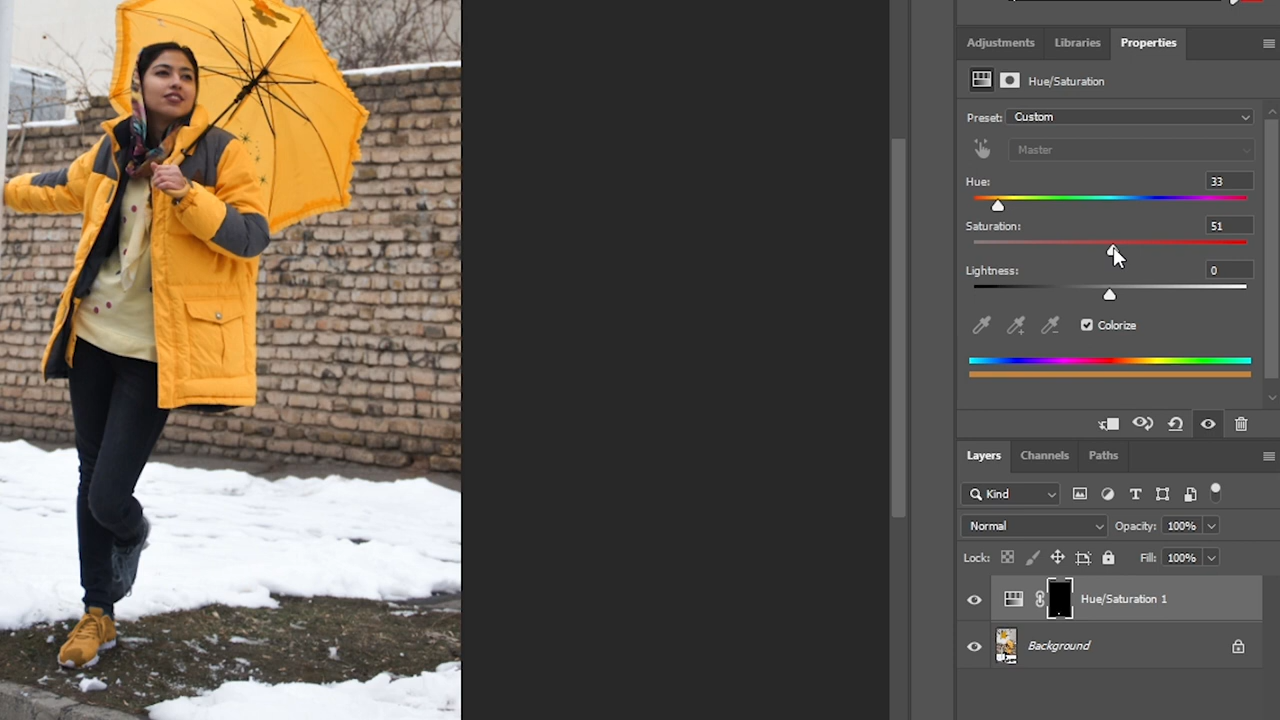 Adjustments Libraries Properties
Hue/Saturation
Preset: Custom
Master
Hue: 33
Saturation: 51
Lightness: 0
Colorize
Layers Channels Paths
Kind T
Normal Opacity: 100%
Lock: Fill: 100%
Hue/Saturation 1
Background